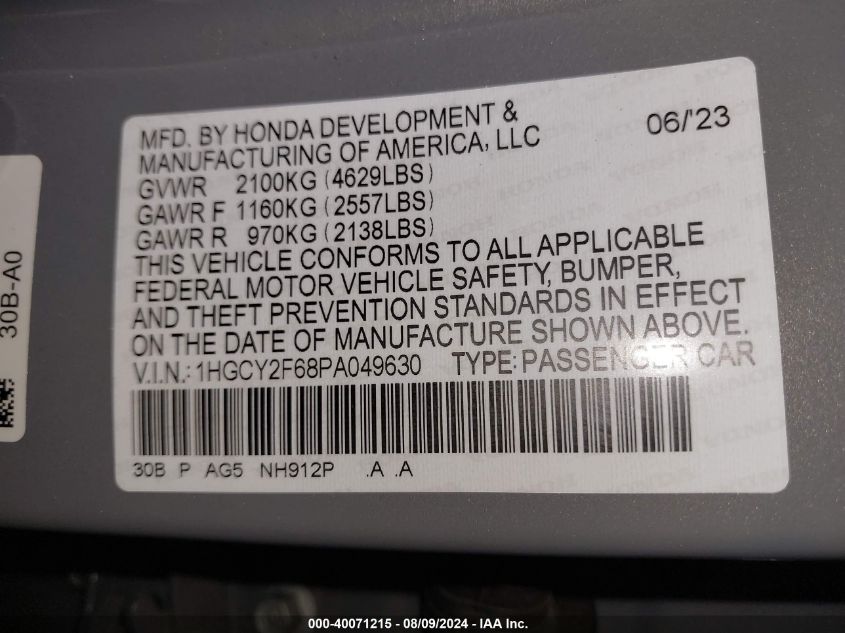 MFD. BY HONDA DEVELOPMENT &
MANUFACTURING OF AMERICA, LLC
06/'23
GVWR 2100KG (4629LBS)
GAWR F 1160KG (2557LBS)
GAWR R 970KG (2138LBS)
THIS VEHICLE CONFORMS TO ALL APPLICABLE
FEDERAL MOTOR VEHICLE SAFETY, BUMPER,
AND THEFT PREVENTION STANDARDS IN EFFECT
ON THE DATE OF MANUFACTURE SHOWN ABOVE.
V.I.N.: 1HGCY2F68PA049630 TYPE: PASSENGER CAR
30B P AG5 NH912P .A .A
30B-A0
000-40071215 - 08/09/2024 - © IAA Holdings, LLC.